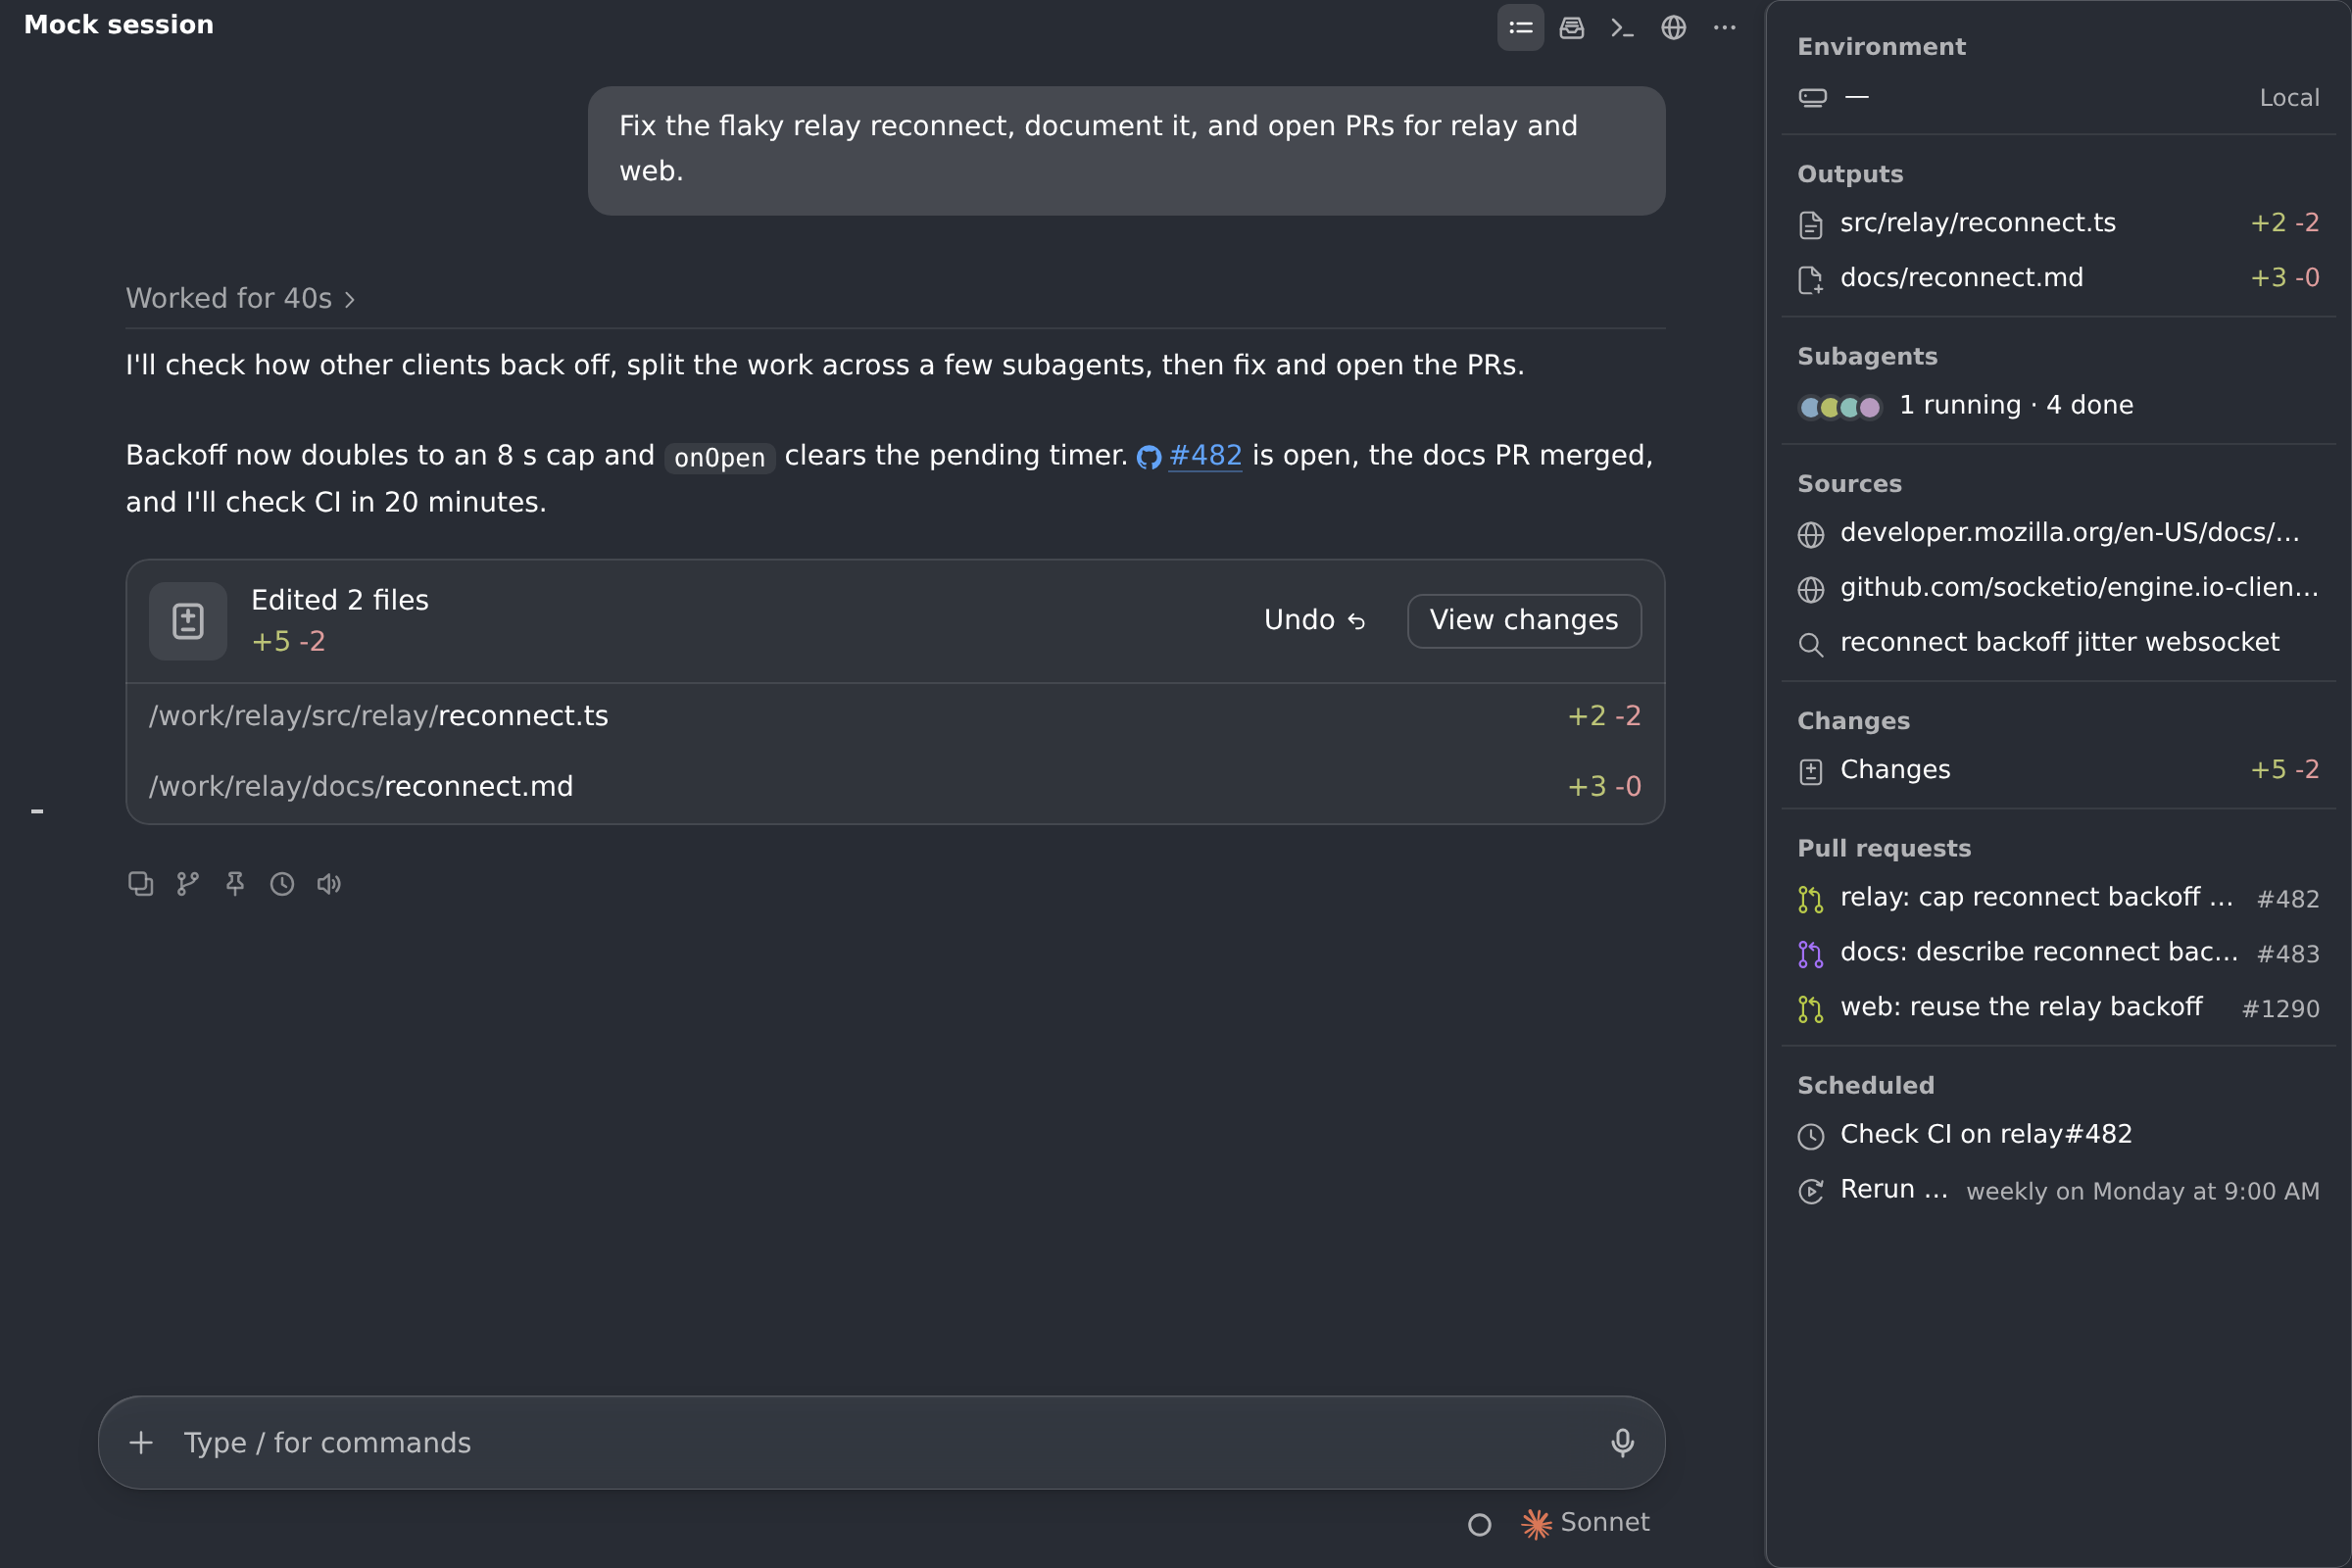 Mock session
Fix the flaky relay reconnect, document it, and open PRs for relay and
web.
Worked for 40s
I'll check how other clients back off, split the work across a few subagents, then fix and open the PRs.
Backoff now doubles to an 8 s cap and onOpen clears the pending timer. #482 is open, the docs PR merged,
and I'll check CI in 20 minutes.
Edited 2 files
+5 -2
Undo
View changes
/work/relay/src/relay/reconnect.ts +2 -2
/work/relay/docs/reconnect.md +3 -0
Type / for commands
Sonnet
Environment
— Local
Outputs
src/relay/reconnect.ts +2 -2
docs/reconnect.md +3 -0
Subagents
1 running · 4 done
Sources
developer.mozilla.org/en-US/docs/...
github.com/socketio/engine.io-clien...
reconnect backoff jitter websocket
Changes
Changes +5 -2
Pull requests
relay: cap reconnect backoff ... #482
docs: describe reconnect bac... #483
web: reuse the relay backoff #1290
Scheduled
Check CI on relay#482
Rerun ... weekly on Monday at 9:00 AM